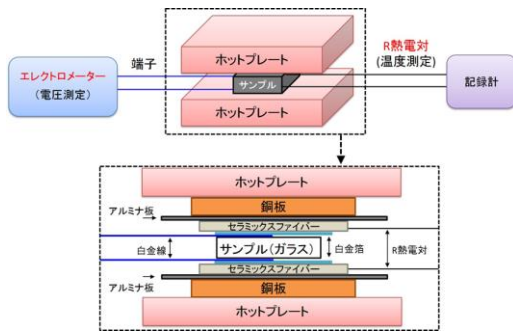 エレクトロメーター
(電圧測定)
端子
ホットプレート
サンプル
ホットプレート
R熱電対
(温度測定)
記録計
ホットプレート
鋼板
アルミナ板
セラミックスファイバー
白金線
サンプル(ガラス)
白金箔
R熱電対
セラミックスファイバー
アルミナ板
鋼板
ホットプレート